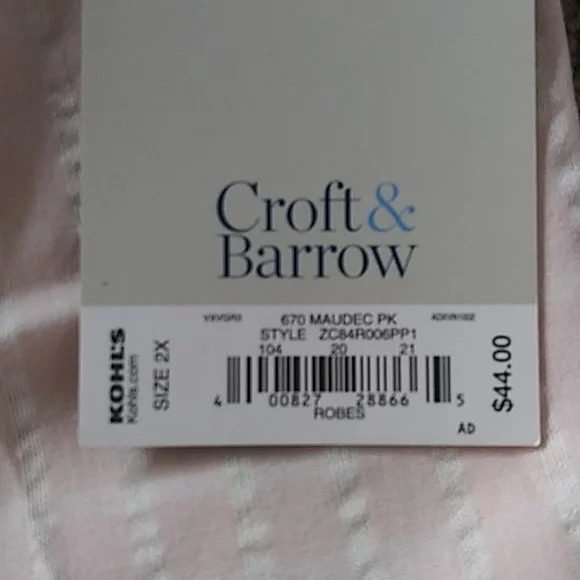 Croft &
Barrow
670 MAUDEC PK
STYLE ZC84R006PP1
104 20 21
4 00827 28866 5
ROBES
AD
KOHL'S
Kohls.com
SIZE 2X
$44.00